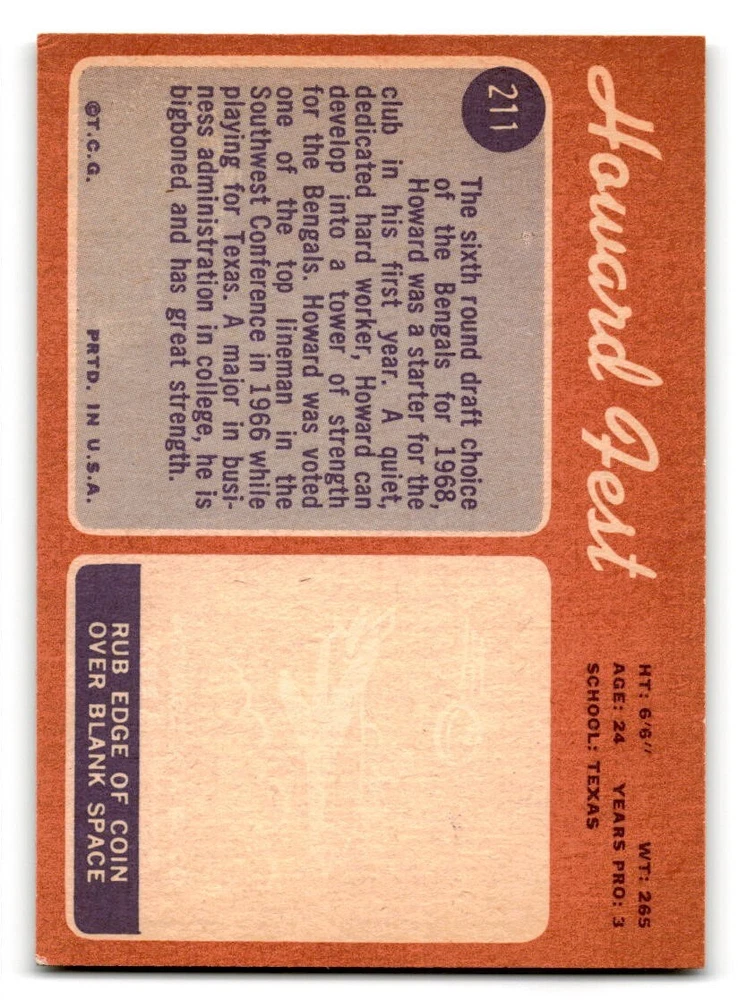 Howard Fest
HT: 6'6" WT: 265
AGE: 24 YEARS PRO: 3
SCHOOL: TEXAS
211
The sixth round draft choice
of the Bengals for 1968,
Howard was a starter for the
club in his first year. A quiet,
dedicated hard worker, Howard can
develop into a tower of strength
for the Bengals. Howard was voted
one of the top lineman in the
Southwest Conference in 1966 while
playing for Texas. A major in busi-
ness administration in college, he is
bigboned and has great strength.
©T.C.G. PRTD. IN U.S.A.
RUB EDGE OF COIN
OVER BLANK SPACE